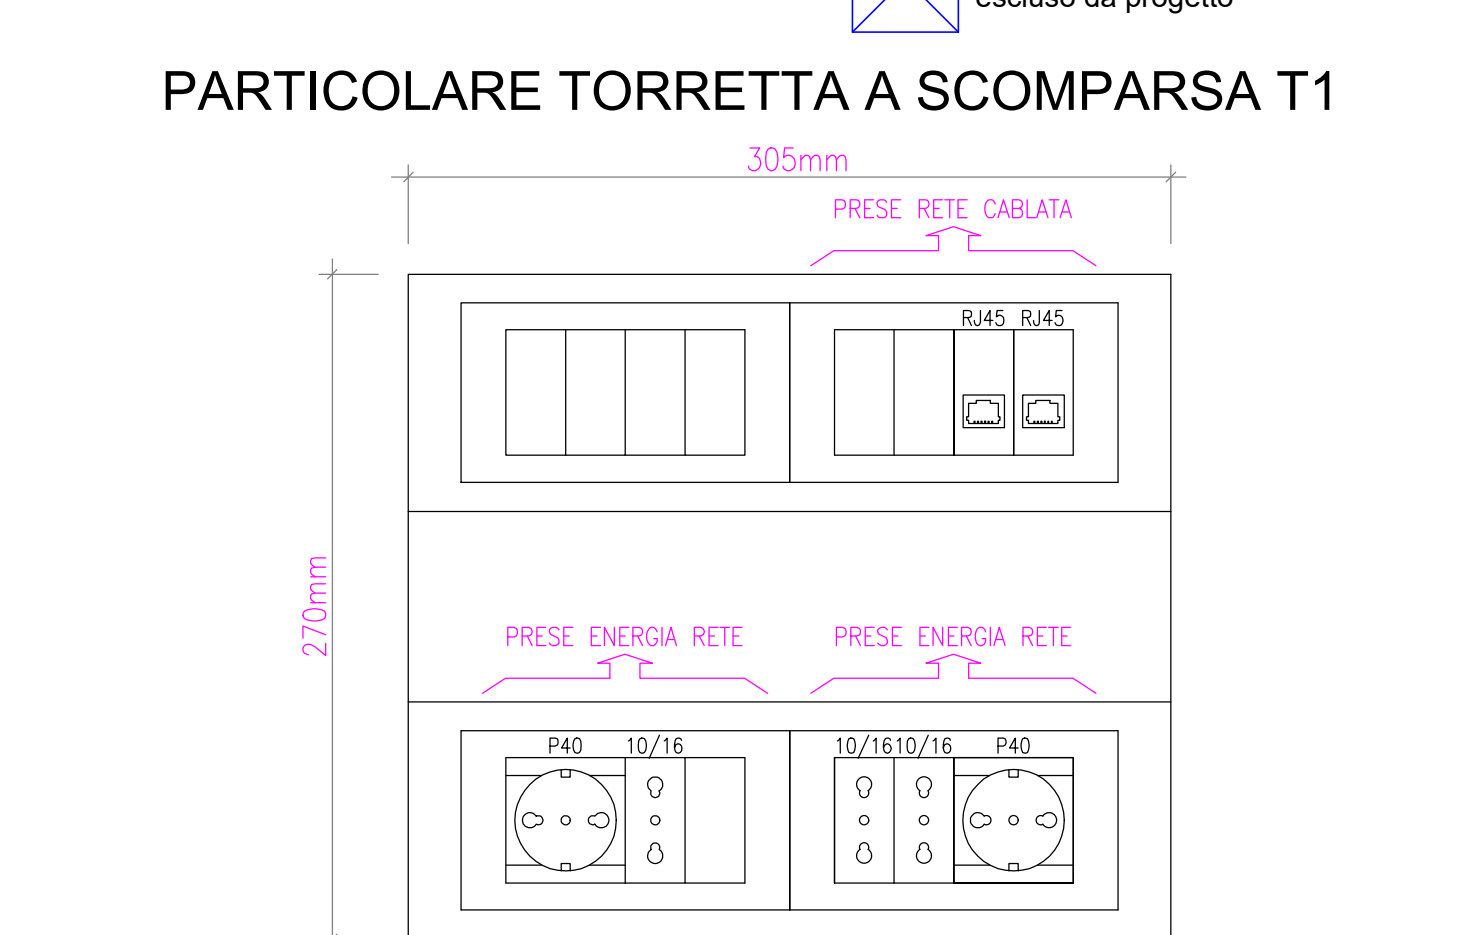 escluso da progetto
PARTICOLARE TORRETTA A SCOMPARSA T1
305mm
PRESE RETE CABLATA
RJ45 RJ45
270mm
PRESE ENERGIA RETE PRESE ENERGIA RETE
P40 10/16 10/16 10/16 P40